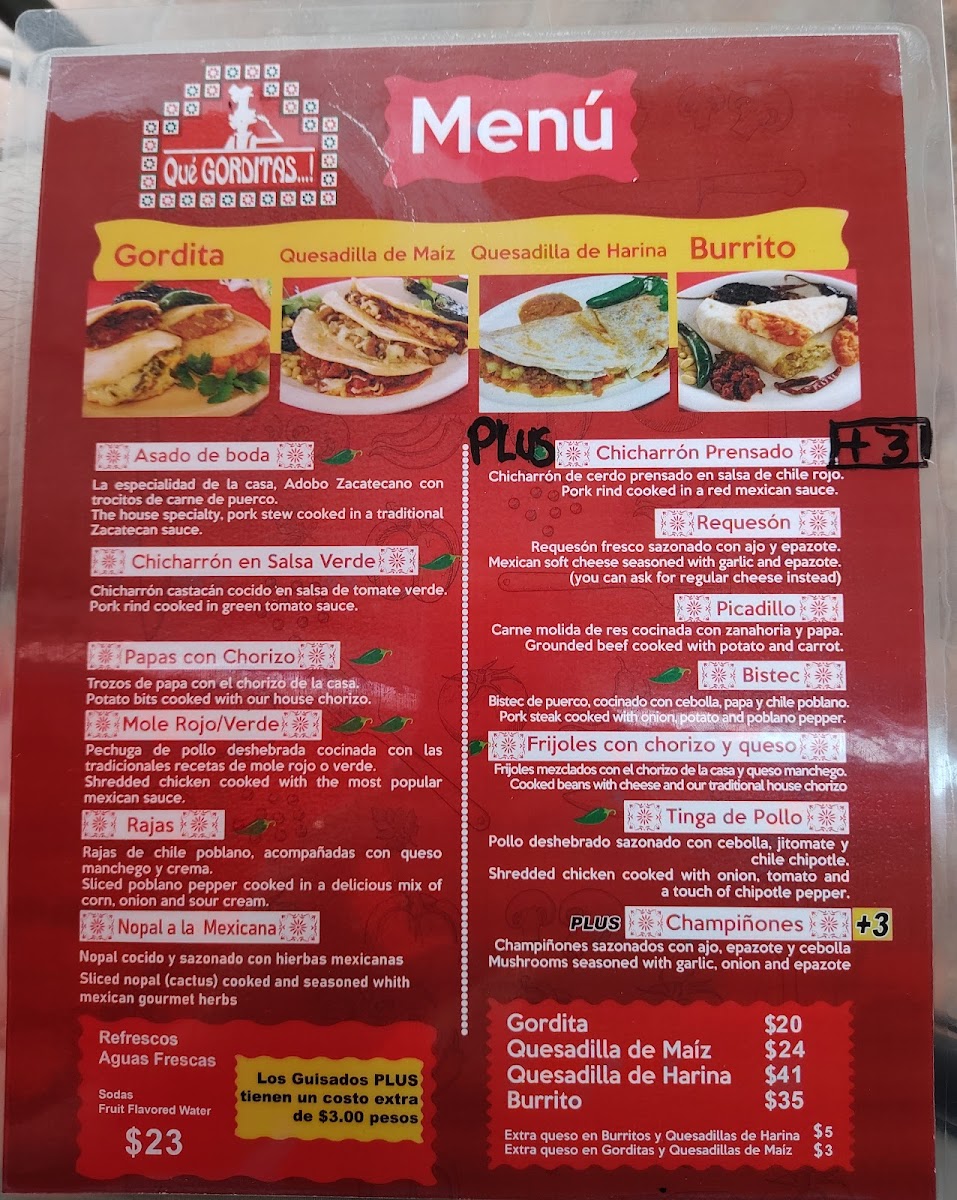 Qué GORDITAS...!
Menú
Gordita
Quesadilla de Maíz
Quesadilla de Harina
Burrito
Asado de boda
La especialidad de la casa, Adobo Zacatecano con
trocitos de carne de puerco.
The house specialty, pork stew cooked in a traditional
Zacatecan sauce.
Chicharrón en Salsa Verde
Chicharrón castacán cocido en salsa de tomate verde.
Pork rind cooked in green tomato sauce.
Papas con Chorizo
Trozos de papa con el chorizo de la casa.
Potato bits cooked with our house chorizo.
Mole Rojo/Verde
Pechuga de pollo deshebrada cocinada con las
tradicionales recetas de mole rojo o verde.
Shredded chicken cooked with the most popular
mexican sauce.
Rajas
Rajas de chile poblano, acompañadas con queso
manchego y crema.
Sliced poblano pepper cooked in a delicious mix of
corn, onion and sour cream.
Nopal a la Mexicana
Nopal cocido y sazonado con hierbas mexicanas
Sliced nopal (cactus) cooked and seasoned whith
mexican gourmet herbs
PLUS Chicharrón Prensado +3
Chicharrón de cerdo prensado en salsa de chile rojo.
Pork rind cooked in a red mexican sauce.
Requesón
Requesón fresco sazonado con ajo y epazote.
Mexican soft cheese seasoned with garlic and epazote.
(you can ask for regular cheese instead)
Picadillo
Carne molida de res cocinada con zanahoria y papa.
Grounded beef cooked with potato and carrot.
Bistec
Bistec de puerco, cocinado con cebolla, papa y chile poblano.
Pork steak cooked with onion, potato and poblano pepper.
Frijoles con chorizo y queso
Frijoles mezclados con el chorizo de la casa y queso manchego.
Cooked beans with cheese and our traditional house chorizo
Tinga de Pollo
Pollo deshebrado sazonado con cebolla, jitomate y
chile chipotle.
Shredded chicken cooked with onion, tomato and
a touch of chipotle pepper.
PLUS Champiñones +3
Champiñones sazonados con ajo, epazote y cebolla
Mushrooms seasoned with garlic, onion and epazote
Refrescos
Aguas Frescas
Sodas
Fruit Flavored Water
$23
Los Guisados PLUS
tienen un costo extra
de $3.00 pesos
Gordita $20
Quesadilla de Maíz $24
Quesadilla de Harina $41
Burrito $35
Extra queso en Burritos y Quesadillas de Harina $5
Extra queso en Gorditas y Quesadillas de Maíz $3